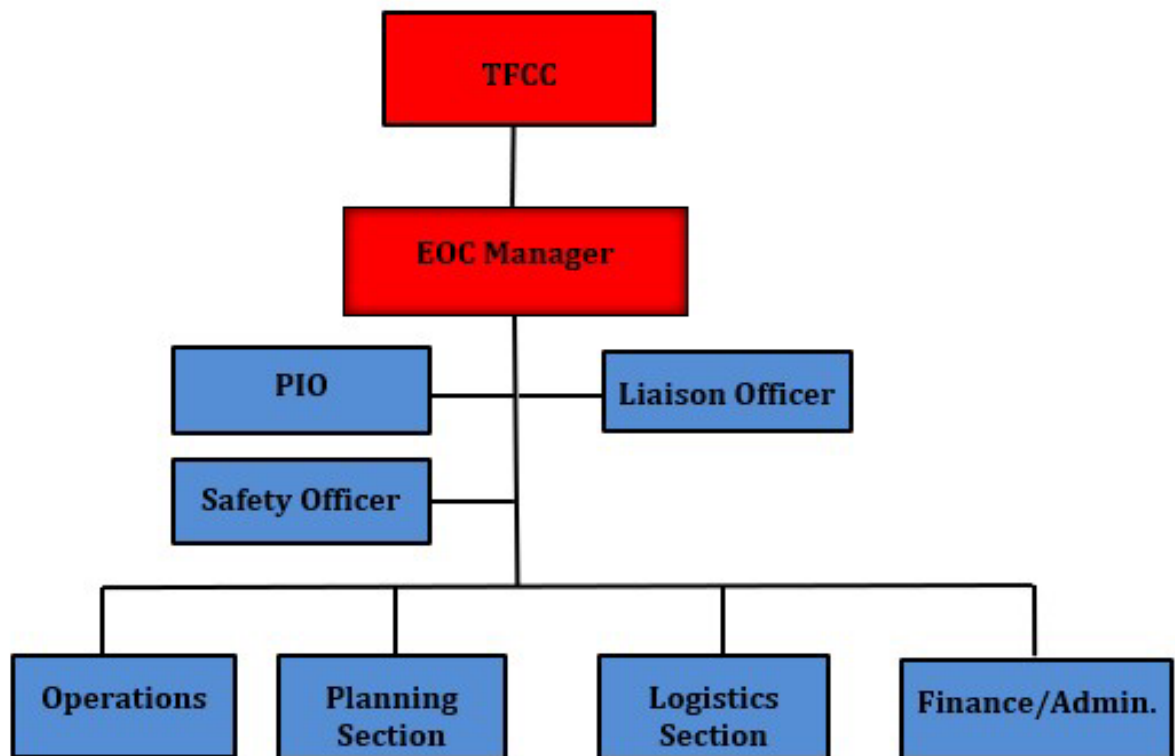 TFCC
EOC Manager
PIO
Liaison Officer
Safety Officer
Operations
Planning
Section
Logistics
Section
Finance/Admin.